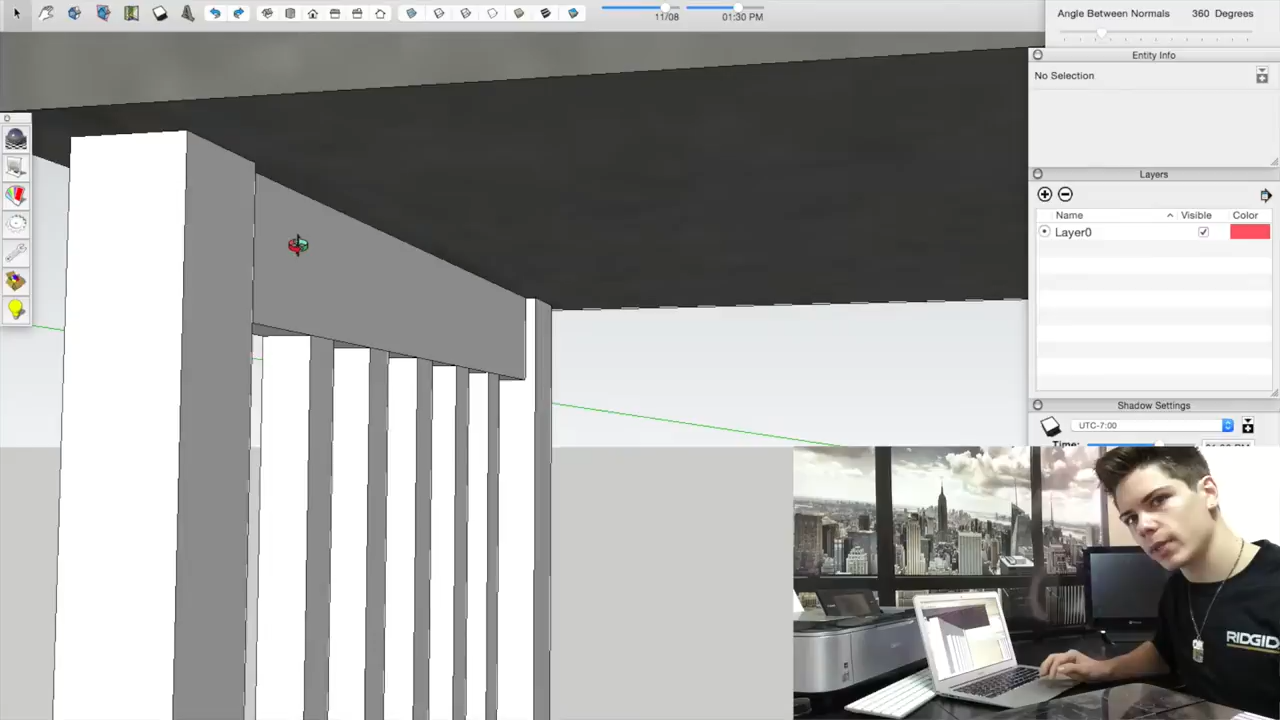 11/08
01:30 PM
Angle Between Normals 360 Degrees
Entity Info
No Selection
Layers
Name Visible Color
Layer0
Shadow Settings
UTC-7:00
RIDGID